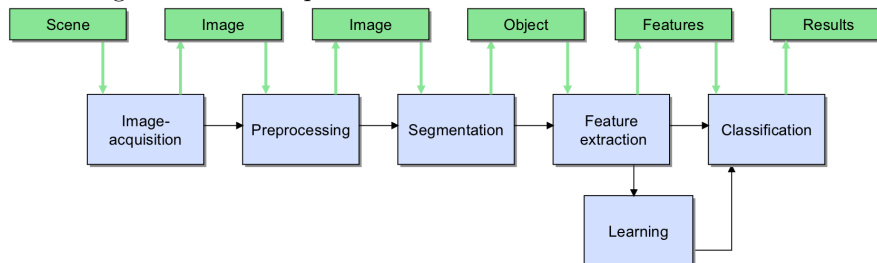 Scene
Image
Image
Object
Features
Results
Image-
acquisition
Preprocessing
Segmentation
Feature
extraction
Classification
Learning